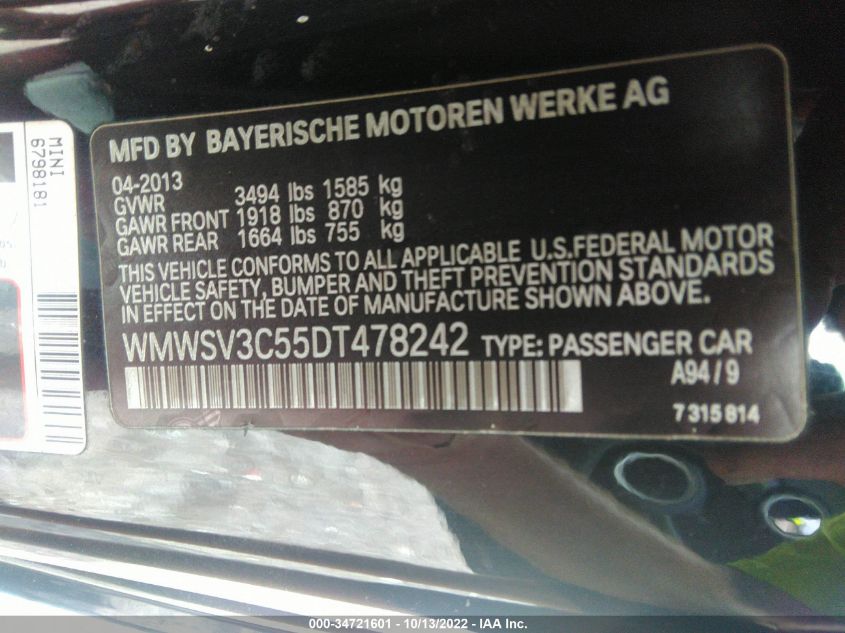 MFD BY BAYERISCHE MOTOREN WERKE AG
04-2013
GVWR 3494 lbs 1585 kg
GAWR FRONT 1918 lbs 870 kg
GAWR REAR 1664 lbs 755 kg
THIS VEHICLE CONFORMS TO ALL APPLICABLE U.S.FEDERAL MOTOR
VEHICLE SAFETY, BUMPER AND THEFT PREVENTION STANDARDS
IN EFFECT ON THE DATE OF MANUFACTURE SHOWN ABOVE.
WMWSV3C55DT478242 TYPE: PASSENGER CAR
A94/9
7315814
MINI
6798181
000-34721601 - 10/13/2022 - IAA Inc.